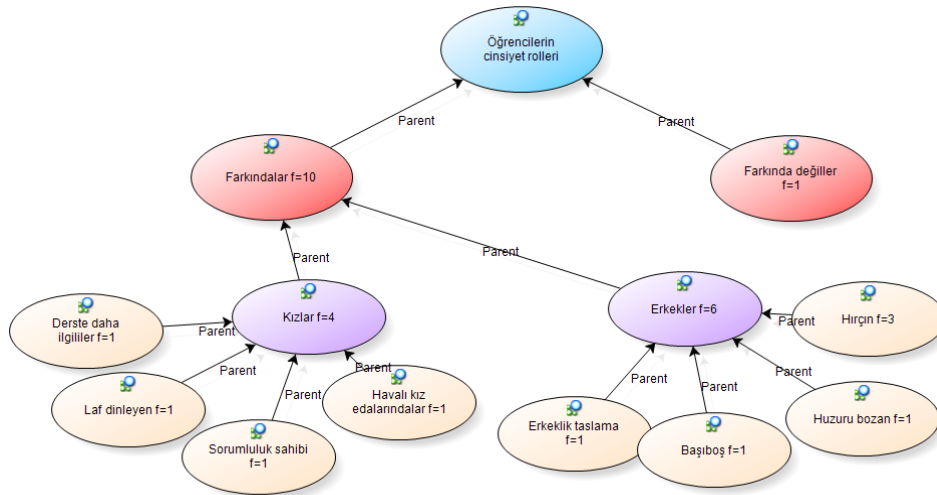 Öğrencilerin
cinsiyet rolleri
Parent
Parent
Farkındalar f=10
Farkında değiller
f=1
Parent
Parent
Kızlar f=4
Erkekler f=6
Derste daha
ilgililer f=1
Parent
Hırçın f=3
Parent
Laf dinleyen f=1
Parent
Parent
Parent
Havalı kız
edalarındalar f=1
Sorumluluk sahibi
f=1
Erkeklik taslama
f=1
Parent
Parent
Parent
Başıboş f=1
Huzuru bozan f=1